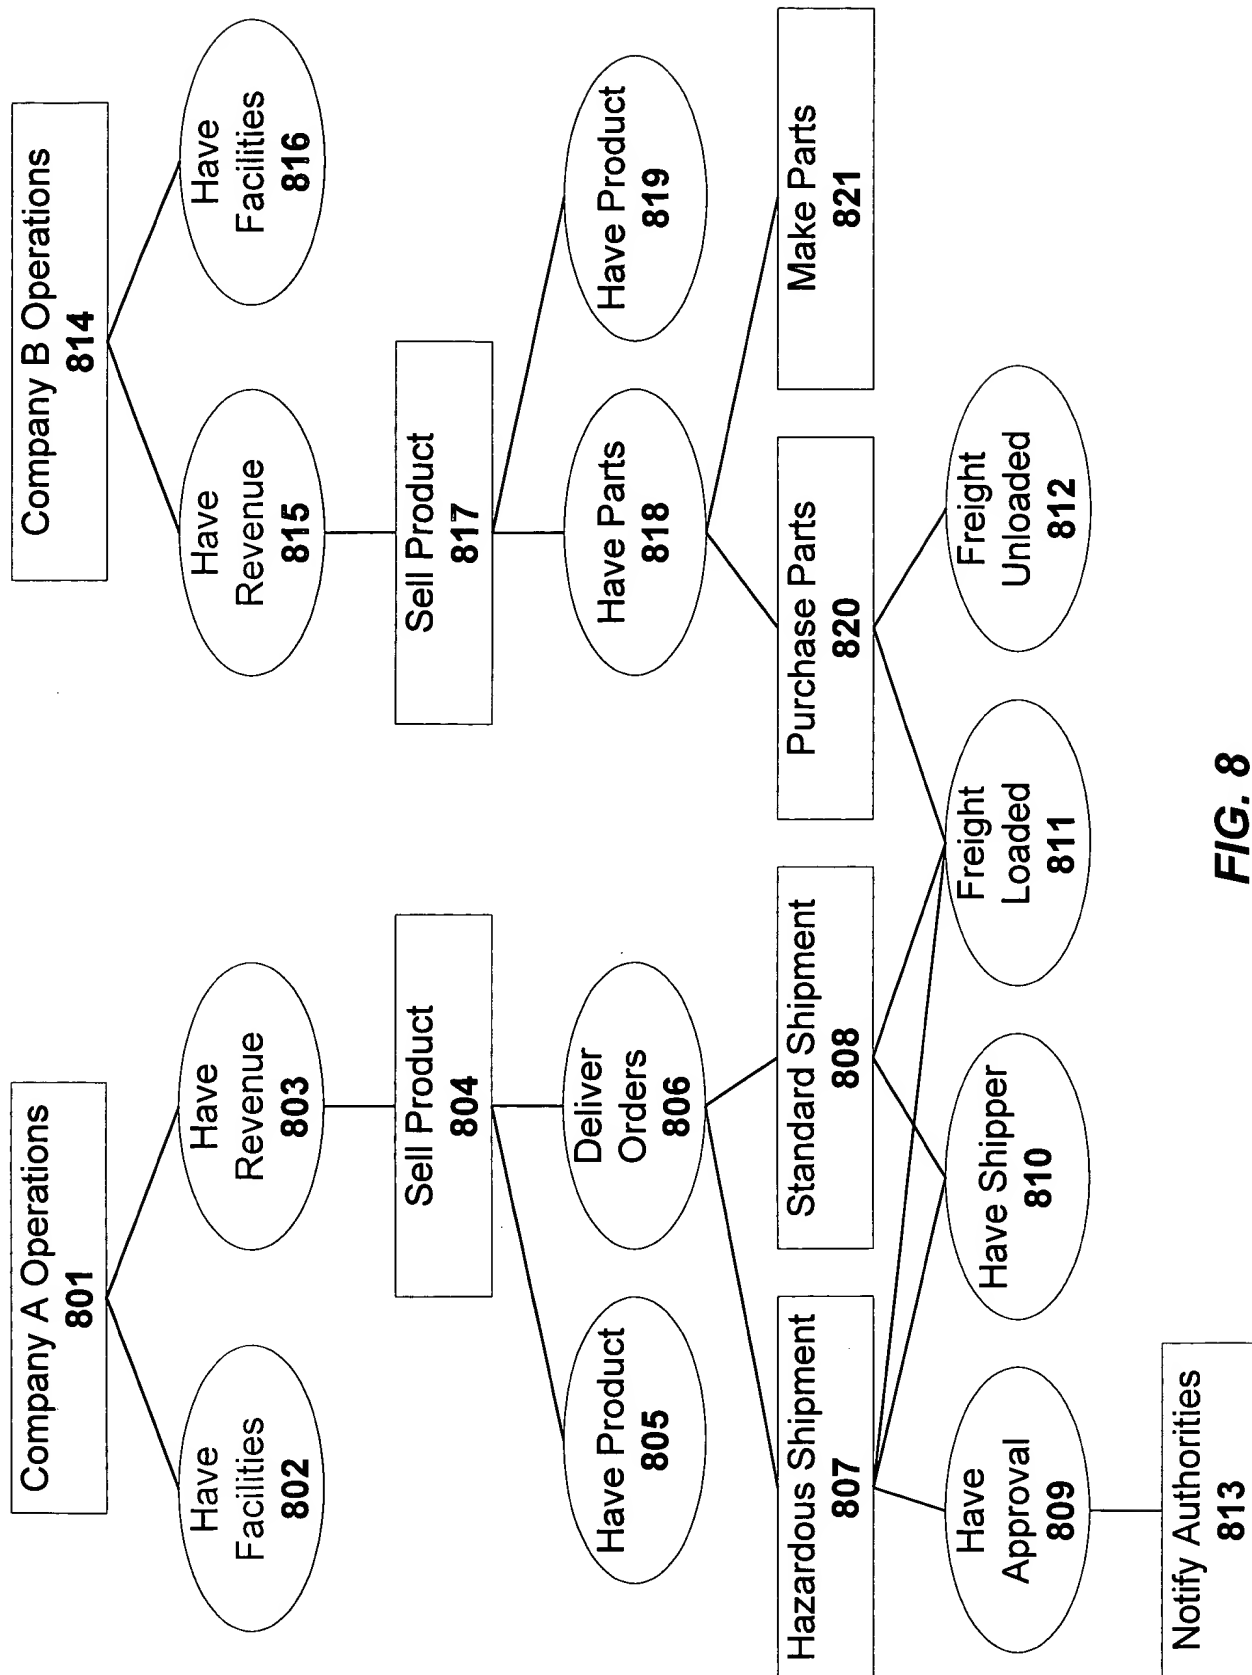 Company A Operations
801
Company B Operations
814
Have
Facilities
802
Have
Revenue
803
Have
Revenue
815
Have
Facilities
816
Sell Product
804
Sell Product
817
Have Product
805
Deliver
Orders
806
Have Parts
818
Have Product
819
Hazardous Shipment
807
Standard Shipment
808
Purchase Parts
820
Make Parts
821
Have
Approval
809
Have Shipper
810
Freight
Loaded
811
Freight
Unloaded
812
Notify Authorities
813
FIG. 8